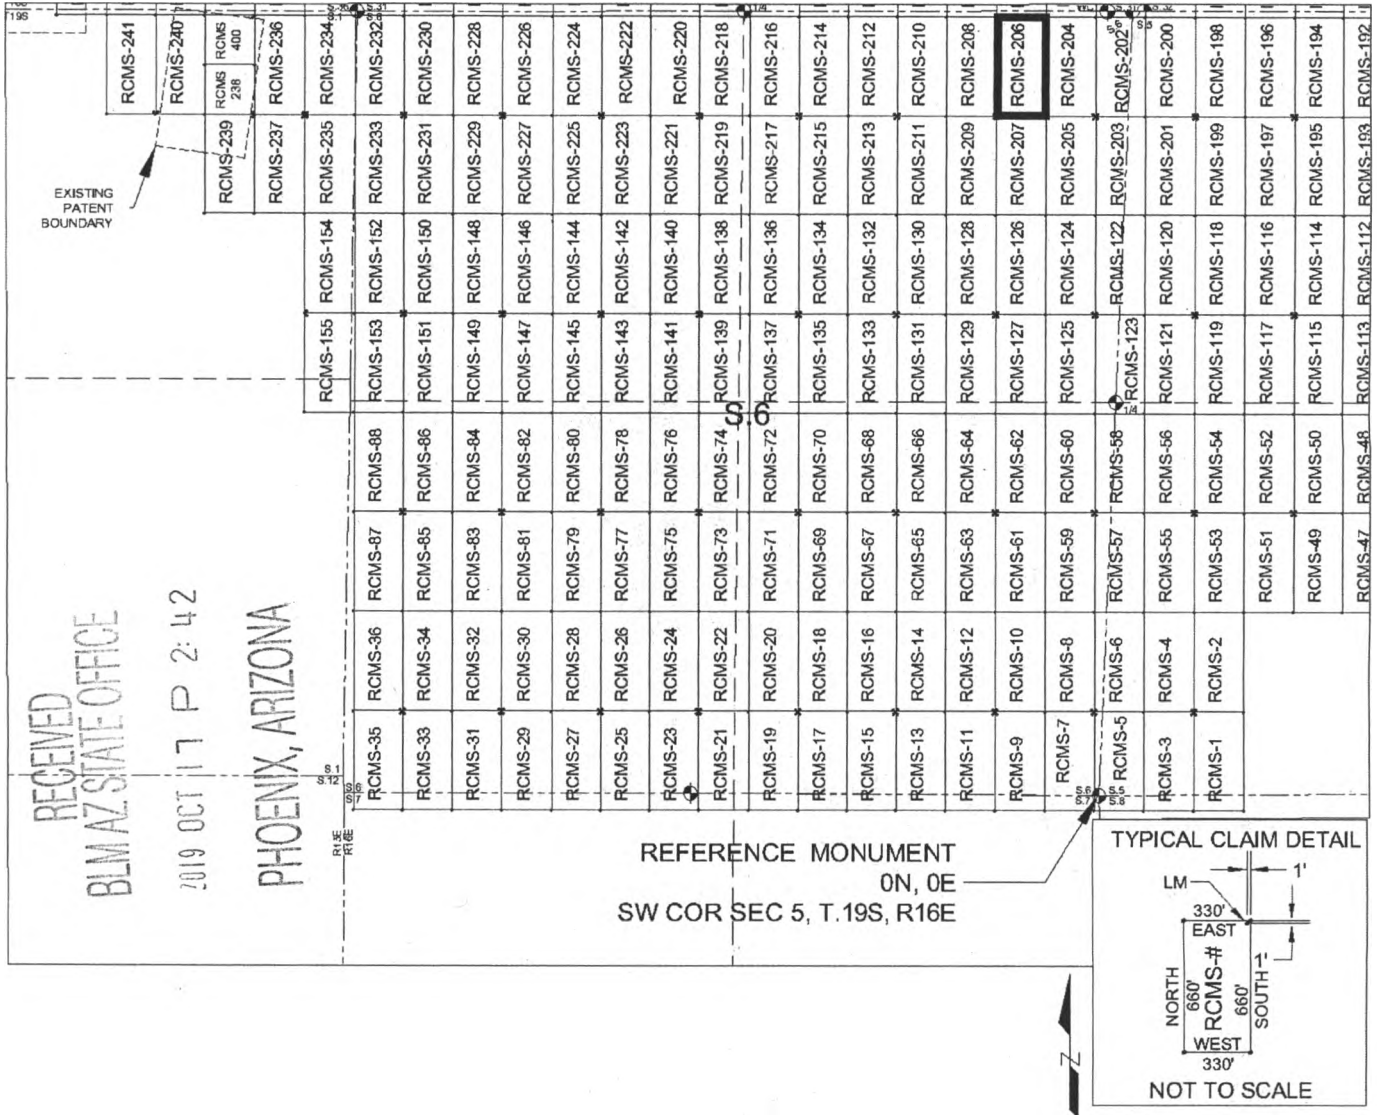 T19S
S.1
S.6
1/4
S.6
S.5
RCMS-241
RCMS-240
RCMS
400
RCMS
238
RCMS-236
RCMS-234
RCMS-232
RCMS-230
RCMS-228
RCMS-226
RCMS-224
RCMS-222
RCMS-220
RCMS-218
RCMS-216
RCMS-214
RCMS-212
RCMS-210
RCMS-208
RCMS-206
RCMS-204
RCMS-202
RCMS-200
RCMS-198
RCMS-196
RCMS-194
RCMS-192
RCMS-239
RCMS-237
RCMS-235
RCMS-233
RCMS-231
RCMS-229
RCMS-227
RCMS-225
RCMS-223
RCMS-221
RCMS-219
RCMS-217
RCMS-215
RCMS-213
RCMS-211
RCMS-209
RCMS-207
RCMS-205
RCMS-203
RCMS-201
RCMS-199
RCMS-197
RCMS-195
RCMS-193
EXISTING
PATENT
BOUNDARY
RCMS-154
RCMS-152
RCMS-150
RCMS-148
RCMS-146
RCMS-144
RCMS-142
RCMS-140
RCMS-138
RCMS-136
RCMS-134
RCMS-132
RCMS-130
RCMS-128
RCMS-126
RCMS-124
RCMS-122
RCMS-120
RCMS-118
RCMS-116
RCMS-114
RCMS-112
RCMS-155
RCMS-153
RCMS-151
RCMS-149
RCMS-147
RCMS-145
RCMS-143
RCMS-141
RCMS-139
RCMS-137
RCMS-135
RCMS-133
RCMS-131
RCMS-129
RCMS-127
RCMS-125
RCMS-123
RCMS-121
RCMS-119
RCMS-117
RCMS-115
RCMS-113
1/4
S.6
RCMS-88
RCMS-86
RCMS-84
RCMS-82
RCMS-80
RCMS-78
RCMS-76
RCMS-74
RCMS-72
RCMS-70
RCMS-68
RCMS-66
RCMS-64
RCMS-62
RCMS-60
RCMS-58
RCMS-56
RCMS-54
RCMS-52
RCMS-50
RCMS-48
RCMS-87
RCMS-85
RCMS-83
RCMS-81
RCMS-79
RCMS-77
RCMS-75
RCMS-73
RCMS-71
RCMS-69
RCMS-67
RCMS-65
RCMS-63
RCMS-61
RCMS-59
RCMS-57
RCMS-55
RCMS-53
RCMS-51
RCMS-49
RCMS-47
RCMS-36
RCMS-34
RCMS-32
RCMS-30
RCMS-28
RCMS-26
RCMS-24
RCMS-22
RCMS-20
RCMS-18
RCMS-16
RCMS-14
RCMS-12
RCMS-10
RCMS-8
RCMS-6
RCMS-4
RCMS-2
RCMS-35
RCMS-33
RCMS-31
RCMS-29
RCMS-27
RCMS-25
RCMS-23
RCMS-21
RCMS-19
RCMS-17
RCMS-15
RCMS-13
RCMS-11
RCMS-9
RCMS-7
RCMS-5
RCMS-3
RCMS-1
RECEIVED
BLM AZ STATE OFFICE
2019 OCT 17 P 2:42
PHOENIX, ARIZONA
S.1
S.12
S.6
S.7
R15E
R16E
S.6
S.5
S.7
S.8
REFERENCE MONUMENT
0N, 0E
SW COR SEC 5, T.19S, R16E
TYPICAL CLAIM DETAIL
1'
LM
330'
EAST
NORTH
660'
RCMS-#
660'
SOUTH
1'
WEST
330'
NOT TO SCALE
Z